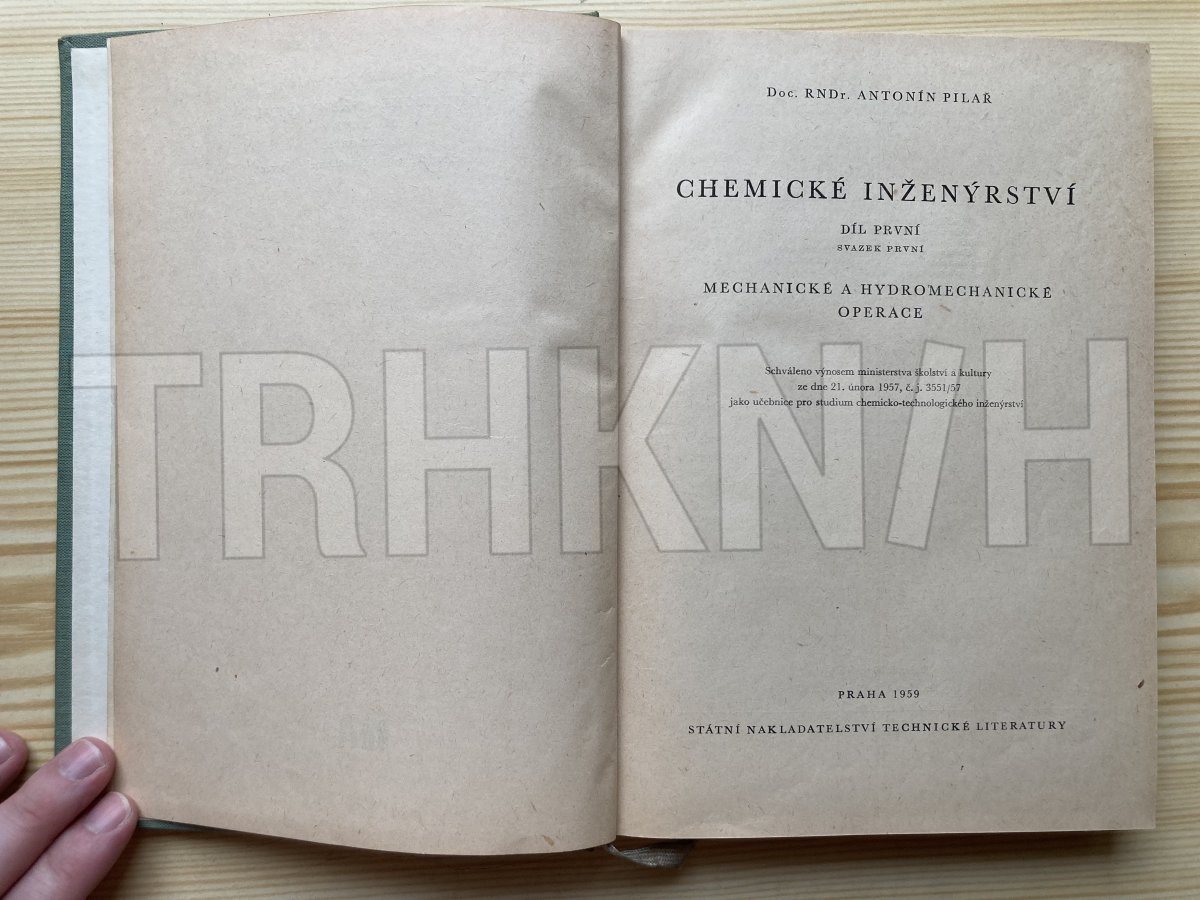 Doc. RNDr. ANTONÍN PILAŘ
CHEMICKÉ INŽENÝRSTVÍ
DÍL PRVNÍ
SVAZEK PRVNÍ
MECHANICKÉ A HYDROMECHANICKÉ
OPERACE
TRHKNIH
Schváleno výnosem ministerstva školství a kultury
ze dne 21. února 1957, č. j. 3551/57
jako učebnice pro studium chemicko-technologického inženýrství
PRAHA 1959
STÁTNÍ NAKLADATELSTVÍ TECHNICKÉ LITERATURY